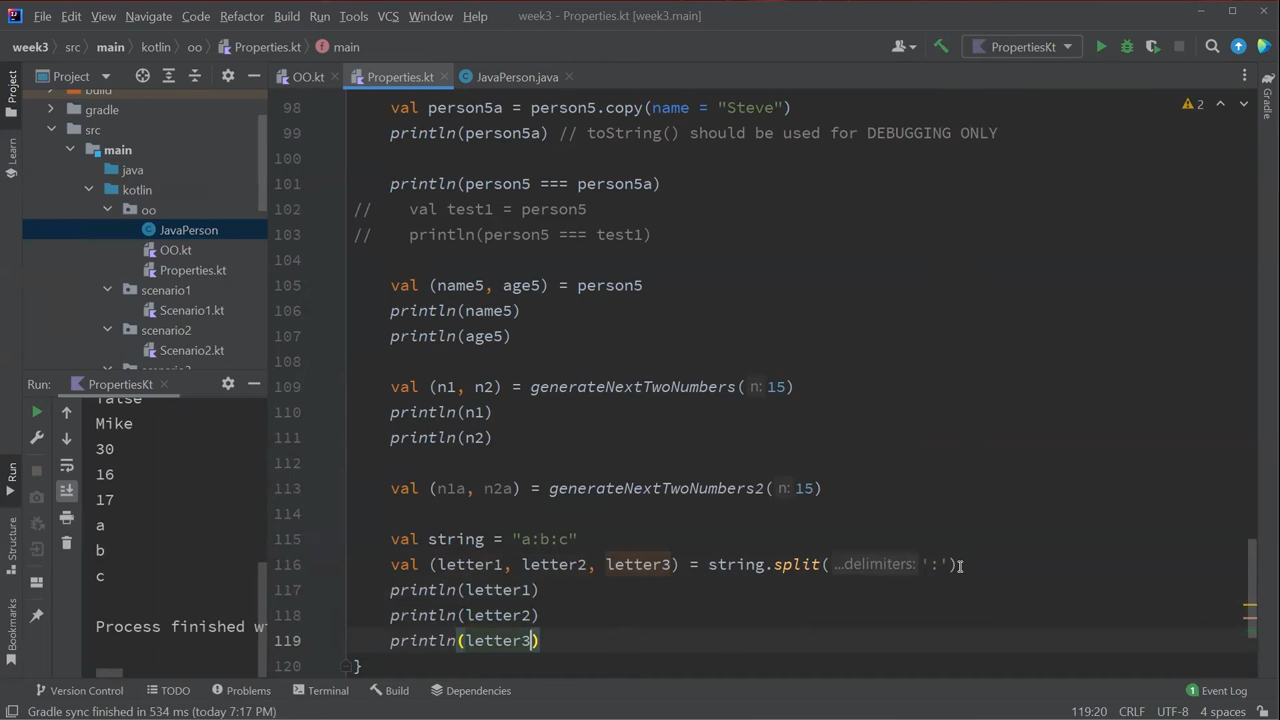 File Edit View Navigate Code Refactor Build Run Tools VCS Window Help week3 - Properties.kt [week3.main]
week3 src main kotlin oo Properties.kt main PropertiesKt
Project OO.kt Properties.kt JavaPerson.java
build
gradle
src
main
java
kotlin
oo
JavaPerson
OO.kt
Properties.kt
scenario1
Scenario1.kt
scenario2
Scenario2.kt
2
98 val person5a = person5.copy(name = "Steve")
99 println(person5a) // toString() should be used for DEBUGGING ONLY
100
101 println(person5 === person5a)
102 // val test1 = person5
103 // println(person5 === test1)
104
105 val (name5, age5) = person5
106 println(name5)
107 println(age5)
108
109 val (n1, n2) = generateNextTwoNumbers( n: 15)
110 println(n1)
111 println(n2)
112
113 val (n1a, n2a) = generateNextTwoNumbers2( n: 15)
114
115 val string = "a:b:c"
116 val (letter1, letter2, letter3) = string.split( ...delimiters: ':')
117 println(letter1)
118 println(letter2)
119 println(letter3)
120 }
Run: PropertiesKt
false
Mike
30
16
17
a
b
c
Process finished w
Project
Learn
Run
Structure
Bookmarks
Gradle
Version Control TODO Problems Terminal Build Dependencies 1 Event Log
Gradle sync finished in 534 ms (today 7:17 PM) 119:20 CRLF UTF-8 4 spaces